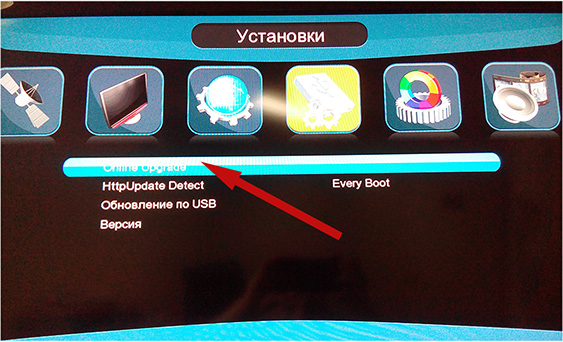 Установки
Online Upgrade
HttpUpdate Detect Every Boot
Обновление по USB
Версия